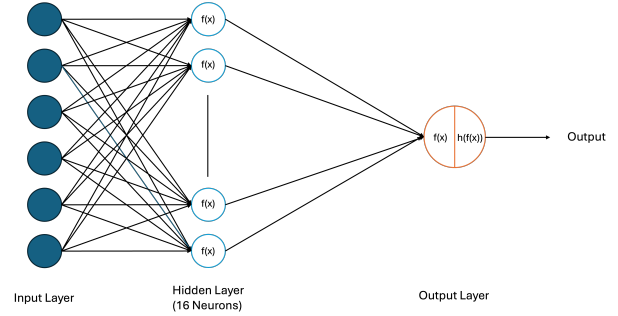 f(x)
f(x)
f(x) h(f(x))
Output
f(x)
f(x)
Input Layer
Hidden Layer
(16 Neurons)
Output Layer